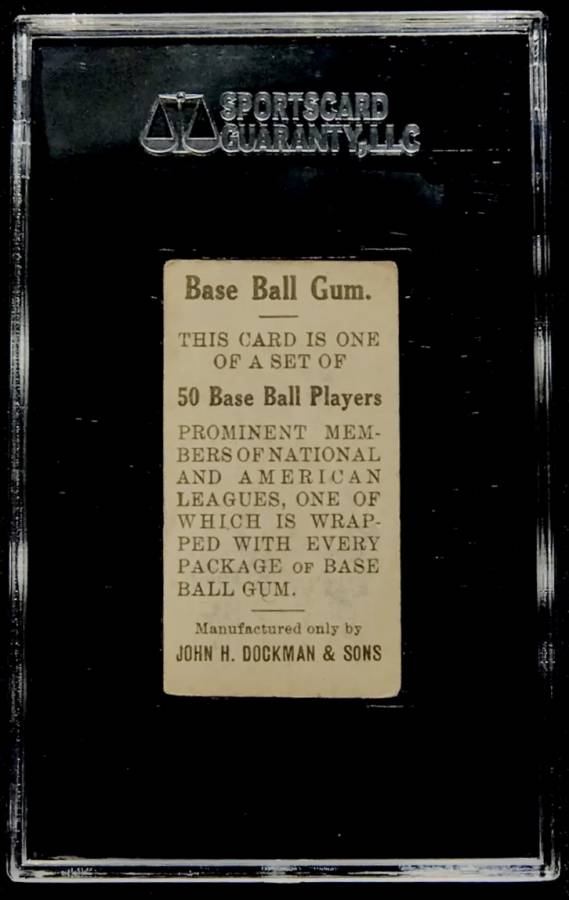 SPORTSCARD
GUARANTY, LLC
Base Ball Gum.
THIS CARD IS ONE
OF A SET OF
50 Base Ball Players
PROMINENT MEM-
BERS OF NATIONAL
AND AMERICAN
LEAGUES, ONE OF
WHICH IS WRAP-
PED WITH EVERY
PACKAGE OF BASE
BALL GUM.
Manufactured only by
JOHN H. DOCKMAN & SONS